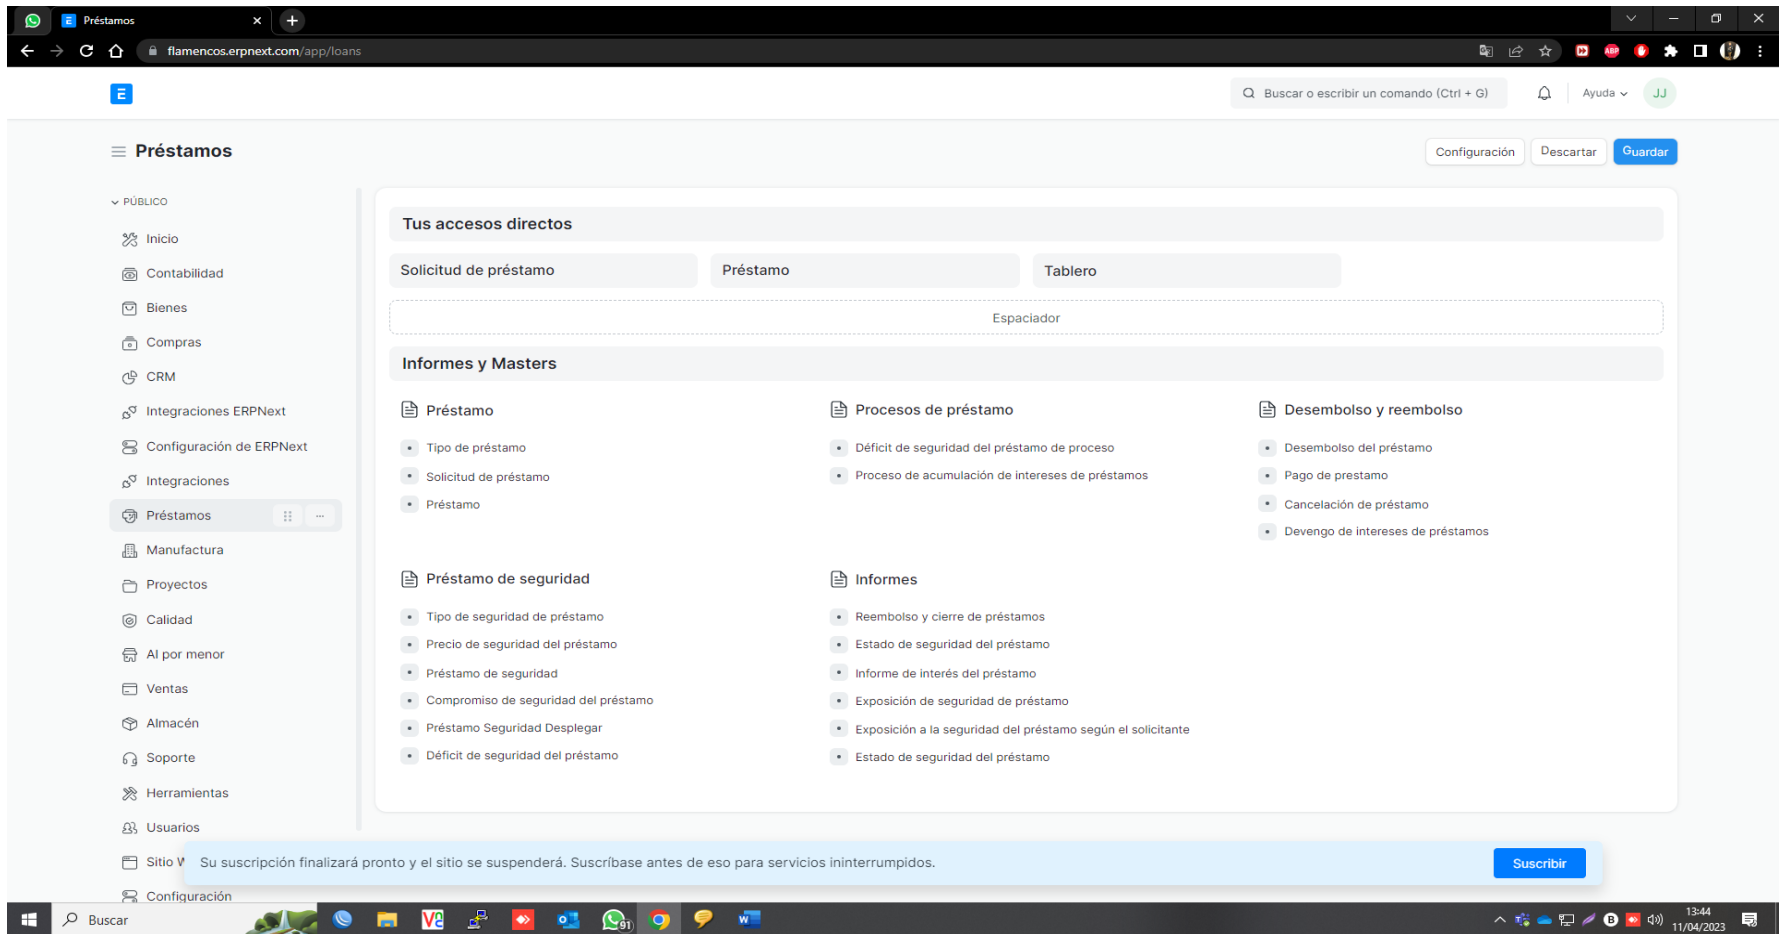 Préstamos
flamencos.erpnext.com/app/loans
ABP
E
Buscar o escribir un comando (Ctrl + G)
Ayuda
JJ
Préstamos
Configuración
Descartar
Guardar
PÚBLICO
Inicio
Contabilidad
Bienes
Compras
CRM
Integraciones ERPNext
Configuración de ERPNext
Integraciones
Préstamos
Manufactura
Proyectos
Calidad
Al por menor
Ventas
Almacén
Soporte
Herramientas
Usuarios
Sitio W
Configuración
Tus accesos directos
Solicitud de préstamo
Préstamo
Tablero
Espaciador
Informes y Masters
Préstamo
Tipo de préstamo
Solicitud de préstamo
Préstamo
Procesos de préstamo
Déficit de seguridad del préstamo de proceso
Proceso de acumulación de intereses de préstamos
Desembolso y reembolso
Desembolso del préstamo
Pago de prestamo
Cancelación de préstamo
Devengo de intereses de préstamos
Préstamo de seguridad
Tipo de seguridad de préstamo
Precio de seguridad del préstamo
Préstamo de seguridad
Compromiso de seguridad del préstamo
Préstamo Seguridad Desplegar
Déficit de seguridad del préstamo
Informes
Reembolso y cierre de préstamos
Estado de seguridad del préstamo
Informe de interés del préstamo
Exposición de seguridad de préstamo
Exposición a la seguridad del préstamo según el solicitante
Estado de seguridad del préstamo
Su suscripción finalizará pronto y el sitio se suspenderá. Suscríbase antes de eso para servicios ininterrumpidos.
Suscribir
Buscar
91
13:44
11/04/2023